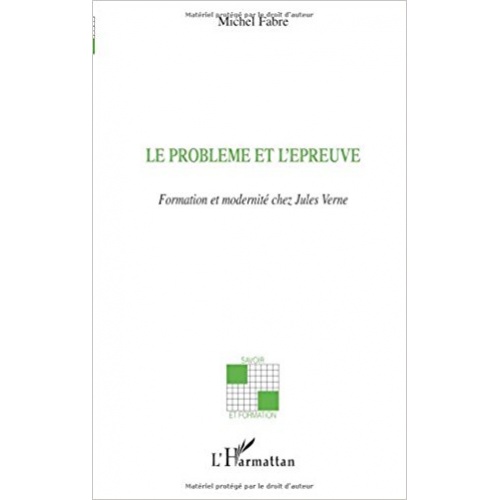 Matériel protégé par le droit d'auteur
Michel Fabre
LE PROBLEME ET L'EPREUVE
Formation et modernité chez Jules Verne
SAVOIR
ET FORMATION
L'Harmattan
Matériel protégé par le droit d'auteur